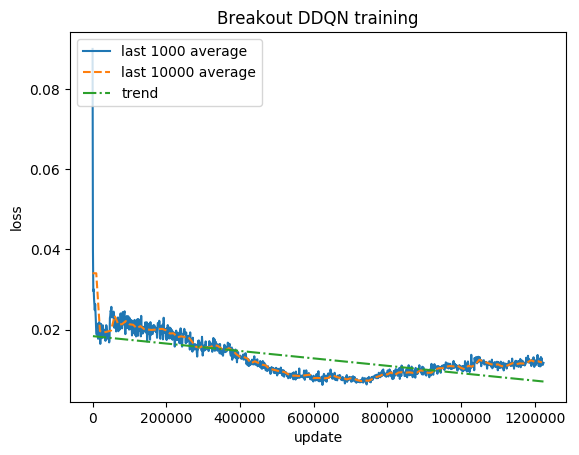 Breakout DDQN training
last 1000 average
last 10000 average
trend
loss
0.08
0.06
0.04
0.02
0 200000 400000 600000 800000 1000000 1200000
update